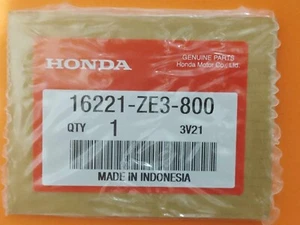 HONDA
GENUINE PARTS
Honda Motor Co., Ltd.
16221-ZE3-800
QTY 1 3V21
MADE IN INDONESIA